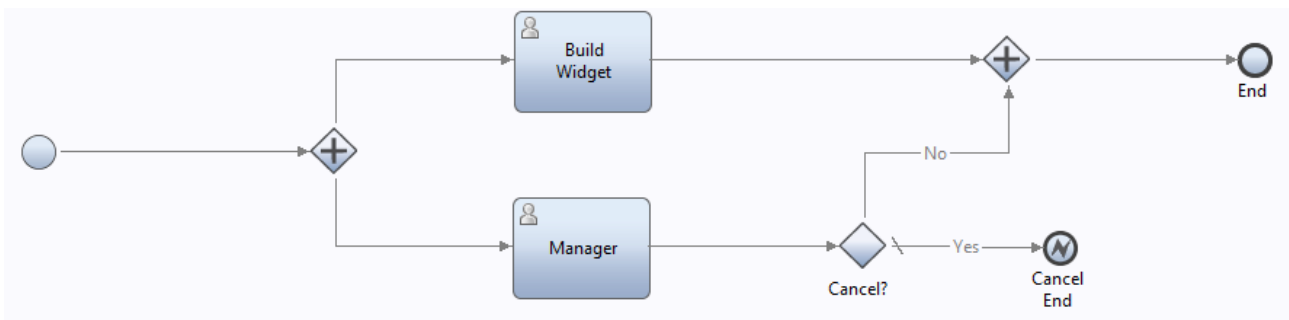 Build
Widget
End
No
Manager
Yes
Cancel?
Cancel
End